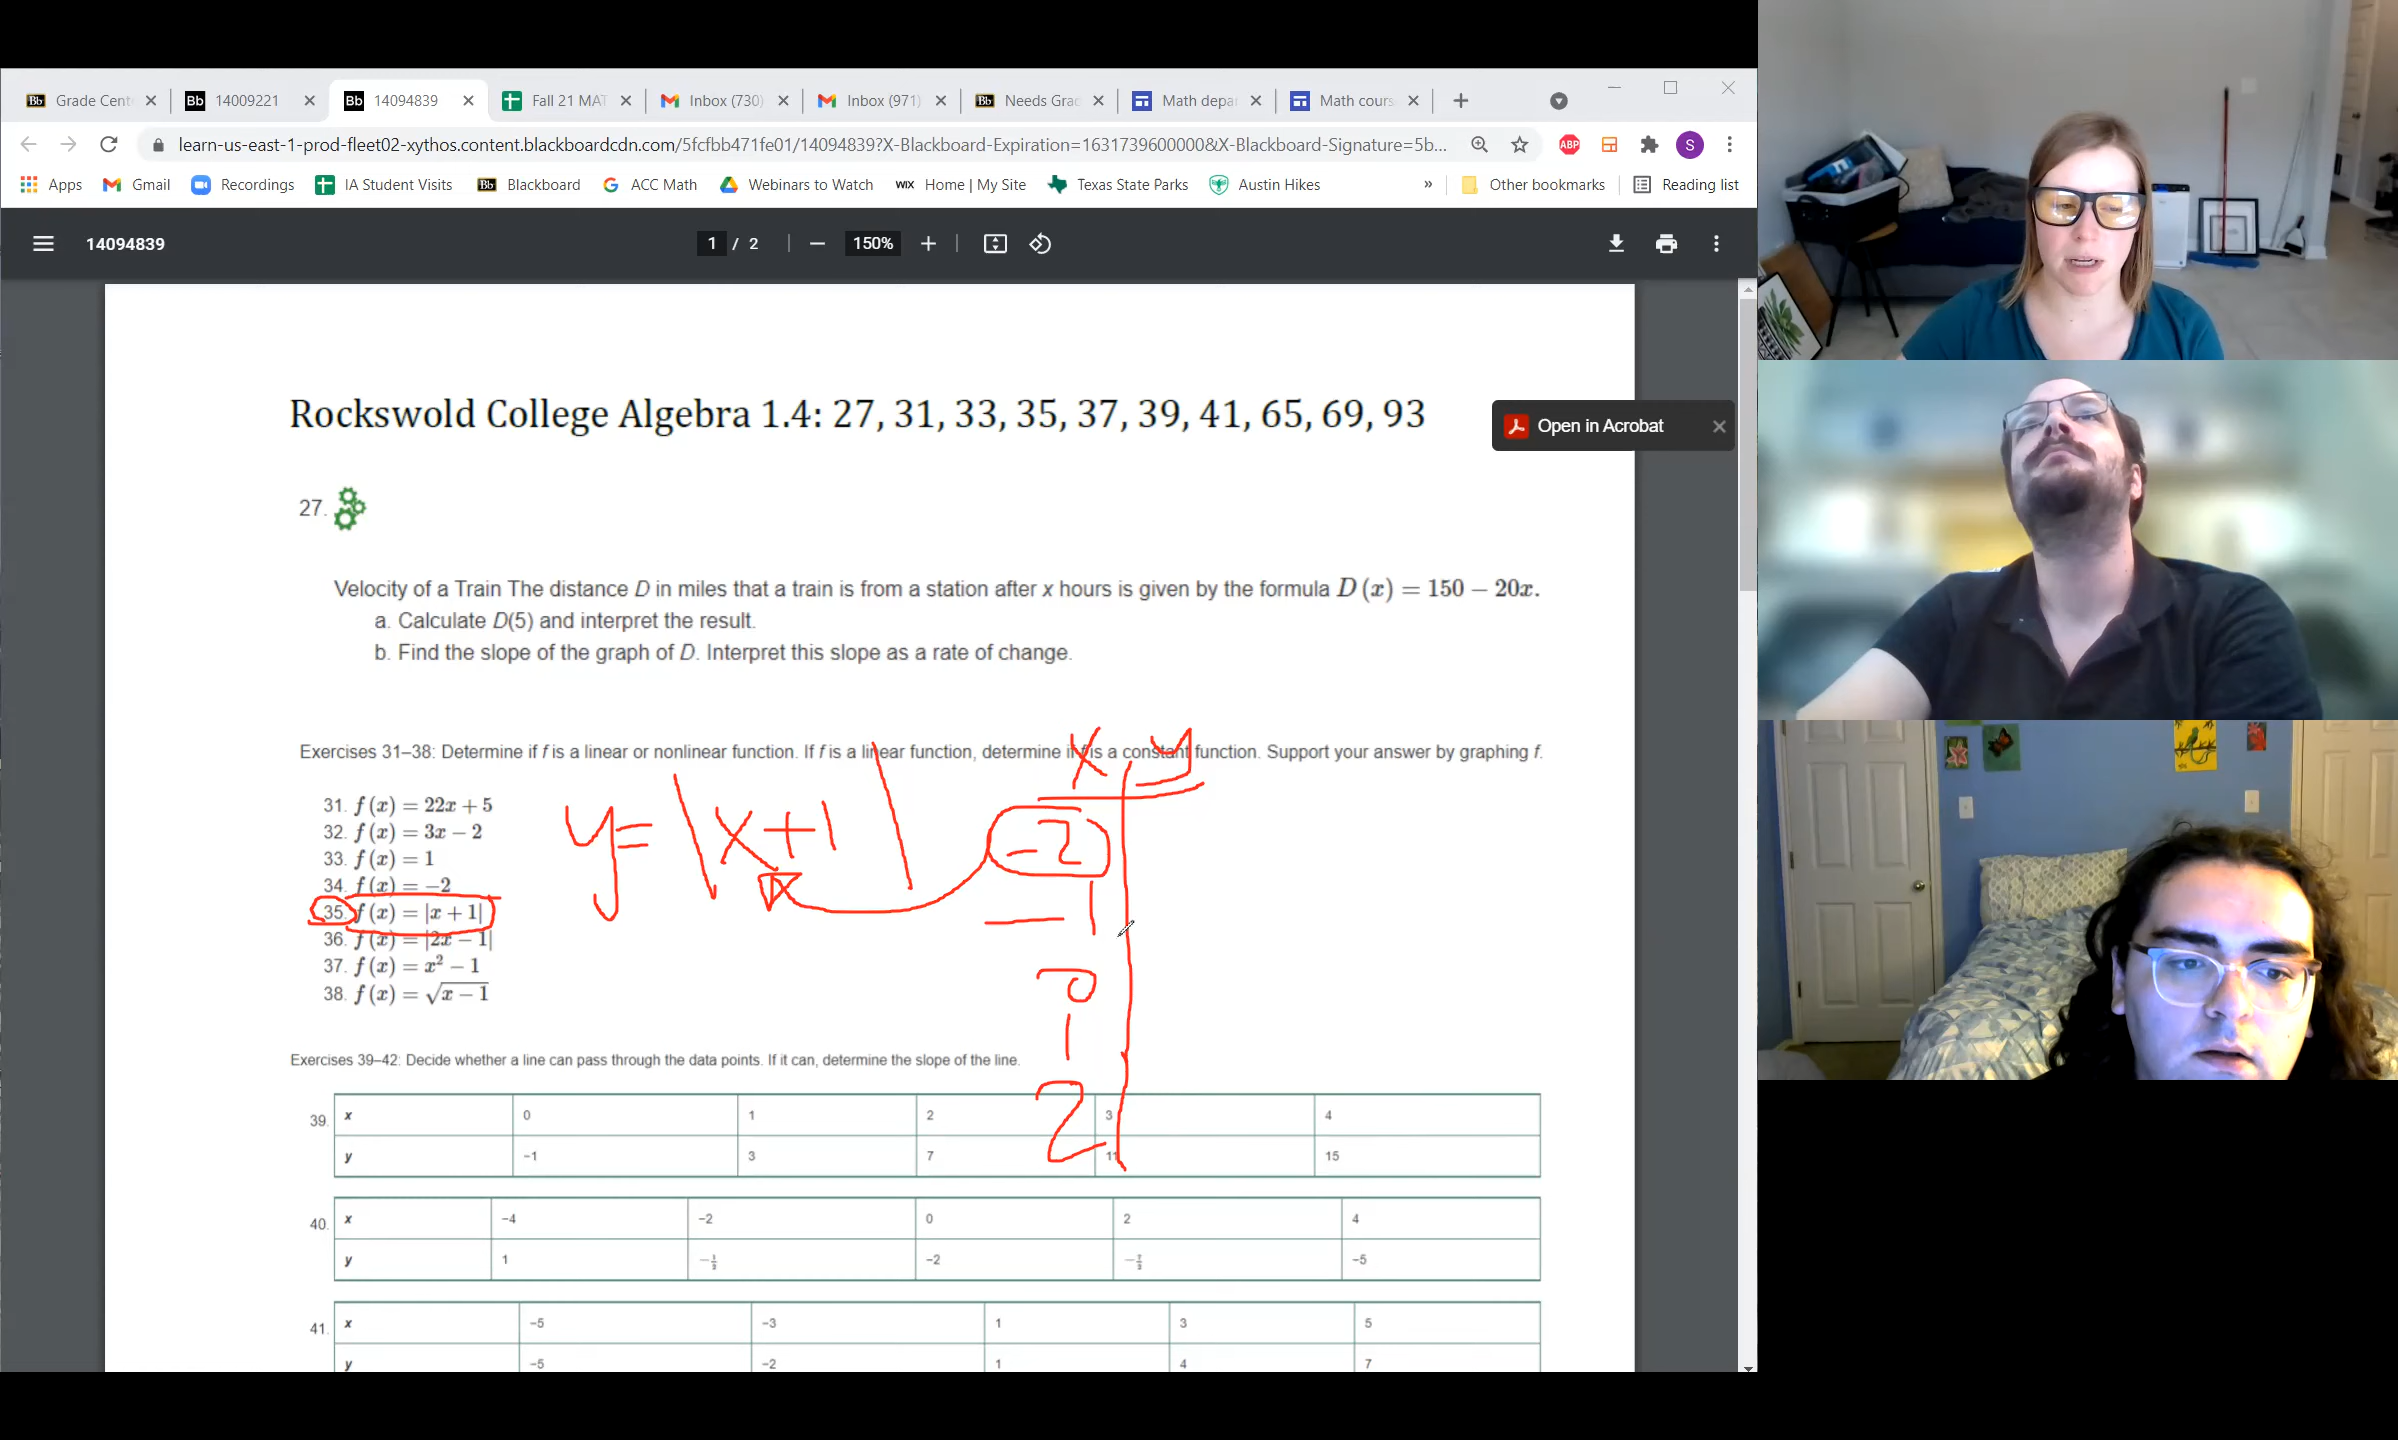 Grade Cent
14009221
14094839
Fall 21 MAT
Inbox (730)
Inbox (971)
Needs Grad
Math depar
Math cours
learn-us-east-1-prod-fleet02-xythos.content.blackboardcdn.com/5fcfbb471fe01/14094839?X-Blackboard-Expiration=1631739600000&X-Blackboard-Signature=5b...
ABP
S
Apps
Gmail
Recordings
IA Student Visits
Blackboard
ACC Math
Webinars to Watch
WIX Home | My Site
Texas State Parks
Austin Hikes
»
Other bookmarks
Reading list
14094839
1 / 2
150%
Rockswold College Algebra 1.4: 27, 31, 33, 35, 37, 39, 41, 65, 69, 93
Open in Acrobat
27.
Velocity of a Train The distance D in miles that a train is from a station after x hours is given by the formula D (x) = 150 − 20x.
a. Calculate D(5) and interpret the result.
b. Find the slope of the graph of D. Interpret this slope as a rate of change.
Exercises 31–38: Determine if f is a linear or nonlinear function. If f is a linear function, determine if f is a constant function. Support your answer by graphing f.
31. f (x) = 22x + 5
32. f (x) = 3x − 2
33. f (x) = 1
34. f (x) = −2
35. f (x) = |x + 1|
36. f (x) = |2x − 1|
37. f (x) = x² − 1
38. f (x) = √x − 1
y = |x+1|
x y
-2
-1
0
1
2
Exercises 39–42: Decide whether a line can pass through the data points. If it can, determine the slope of the line.
39. x 0 1 2 3 4
y −1 3 7 11 15
40. x −4 −2 0 2 4
y 1 −2 −5
41. x −5 −3 1 3 5
y −5 −2 1 4 7